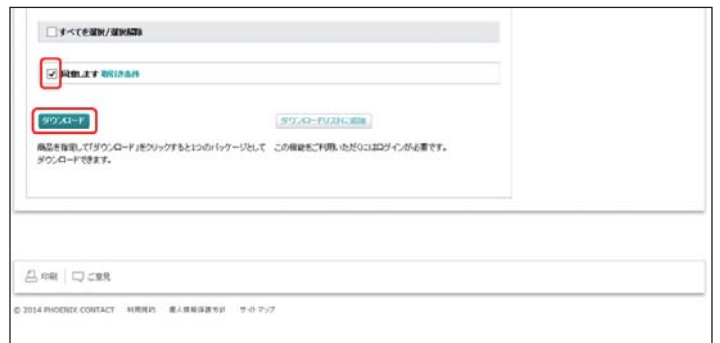 すべてを選択/選択解除
同意します 取引き条件
ダウンロード
ダウンロードリストに追加
商品を指定して「ダウンロード」をクリックすると1つのパッケージとして
ダウンロードできます。
この機能をご利用いただくにはログインが必要です。
印刷
ご意見
© 2014 PHOENIX CONTACT 利用規約 個人情報保護方針 サイトマップ